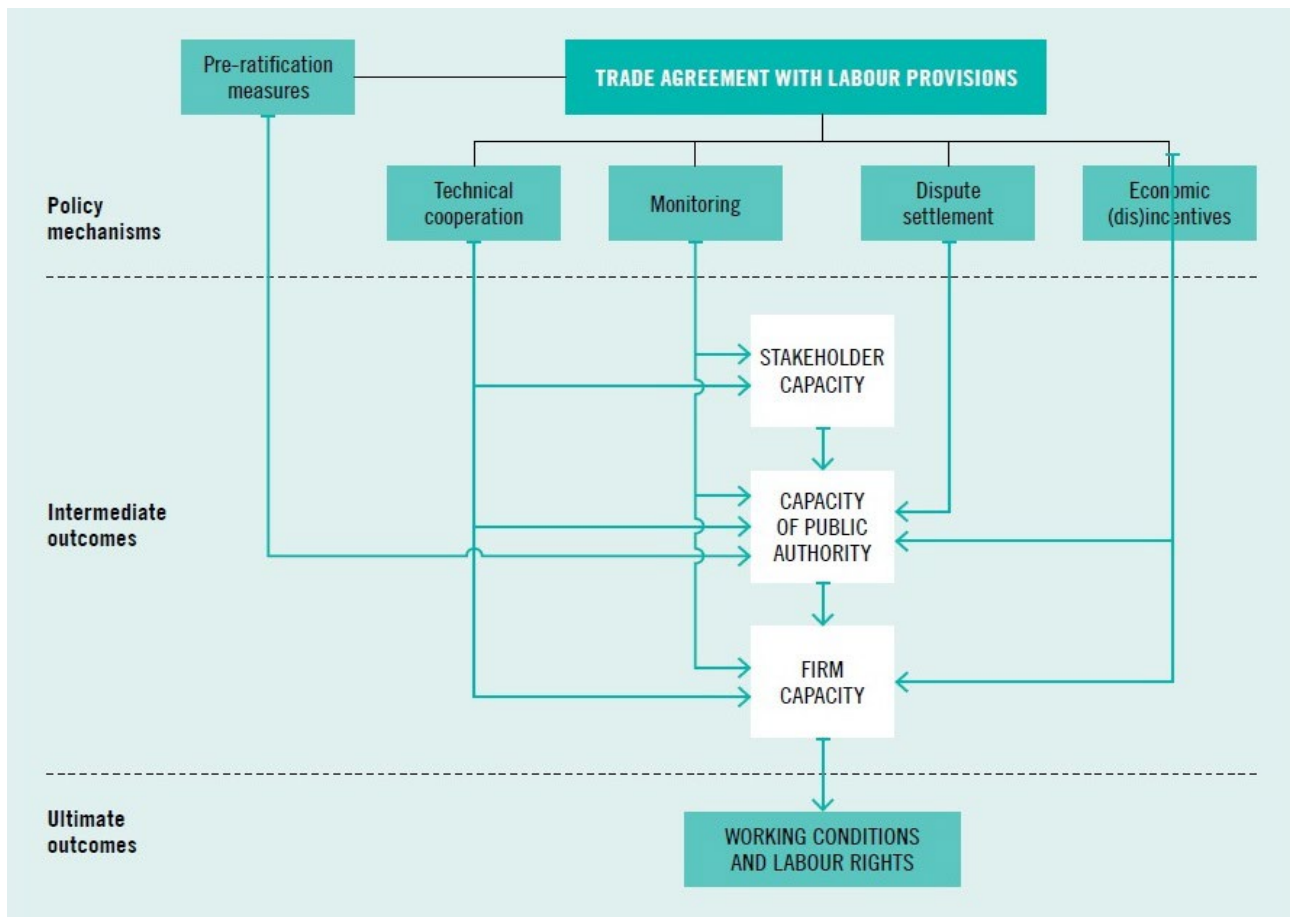 Pre-ratification
measures
TRADE AGREEMENT WITH LABOUR PROVISIONS
Policy
mechanisms
Technical
cooperation
Monitoring
Dispute
settlement
Economic
(dis)incentives
STAKEHOLDER
CAPACITY
Intermediate
outcomes
CAPACITY
OF PUBLIC
AUTHORITY
FIRM
CAPACITY
Ultimate
outcomes
WORKING CONDITIONS
AND LABOUR RIGHTS